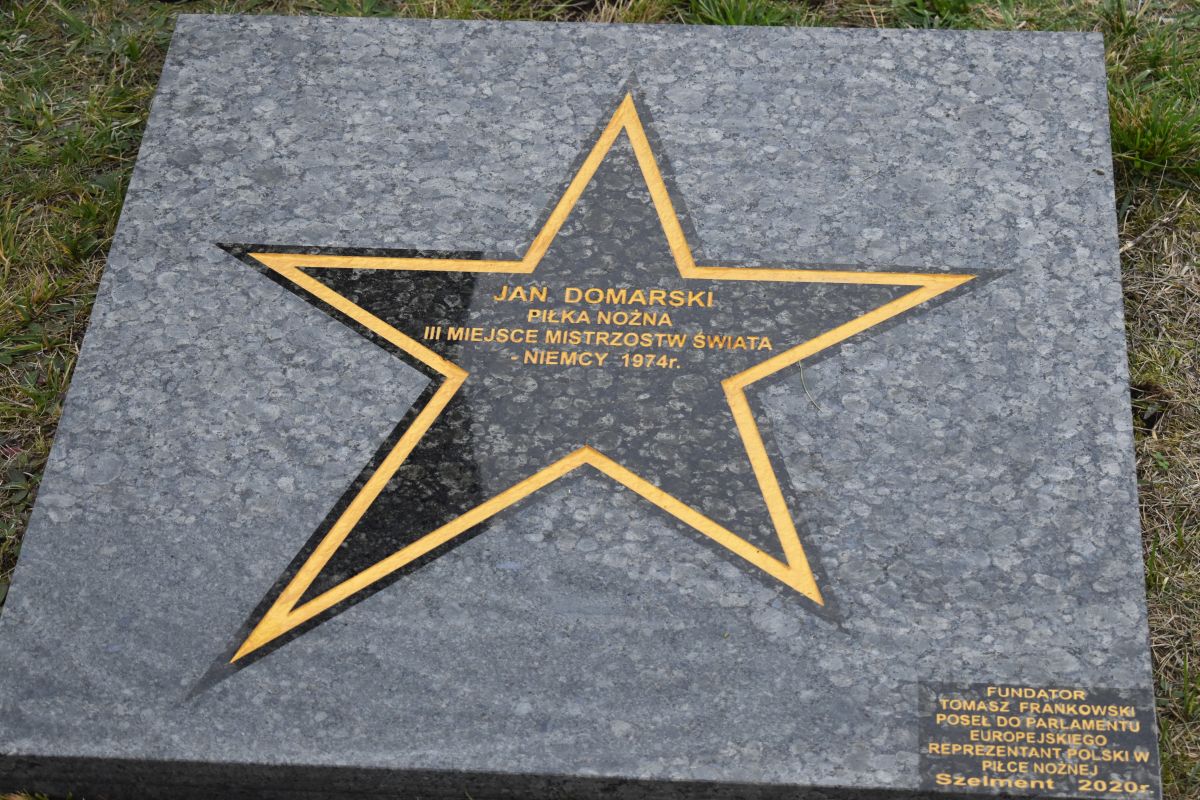 JAN DOMARSKI
PIŁKA NOŻNA
III MIEJSCE MISTRZOSTW ŚWIATA
- NIEMCY 1974r.
FUNDATOR
TOMASZ FRANKOWSKI
POSEŁ DO PARLAMENTU
EUROPEJSKIEGO
REPREZENTANT POLSKI W
PIŁCE NOŻNEJ
Szelment 2020r.